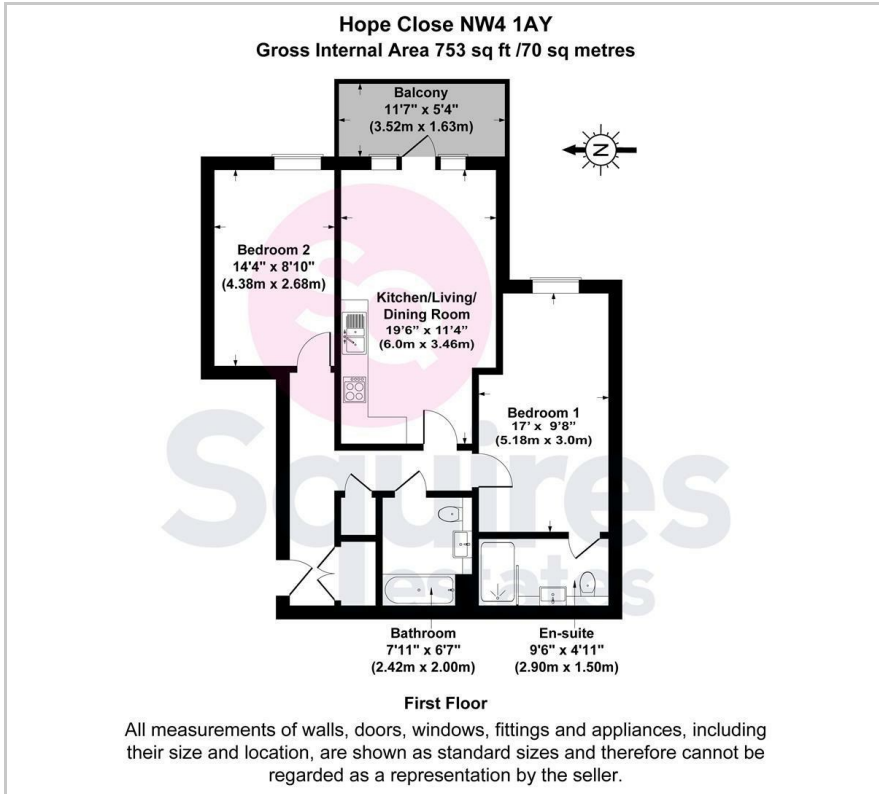 Hope Close NW4 1AY
Gross Internal Area 753 sq ft /70 sq metres
Balcony
11'7" x 5'4"
(3.52m x 1.63m)
N
Bedroom 2
14'4" x 8'10"
(4.38m x 2.68m)
SQ
Kitchen/Living/
Dining Room
19'6" x 11'4"
(6.0m x 3.46m)
Bedroom 1
17' x 9'8"
(5.18m x 3.0m)
Squires
estates
Bathroom
7'11" x 6'7"
(2.42m x 2.00m)
En-suite
9'6" x 4'11"
(2.90m x 1.50m)
First Floor
All measurements of walls, doors, windows, fittings and appliances, including
their size and location, are shown as standard sizes and therefore cannot be
regarded as a representation by the seller.